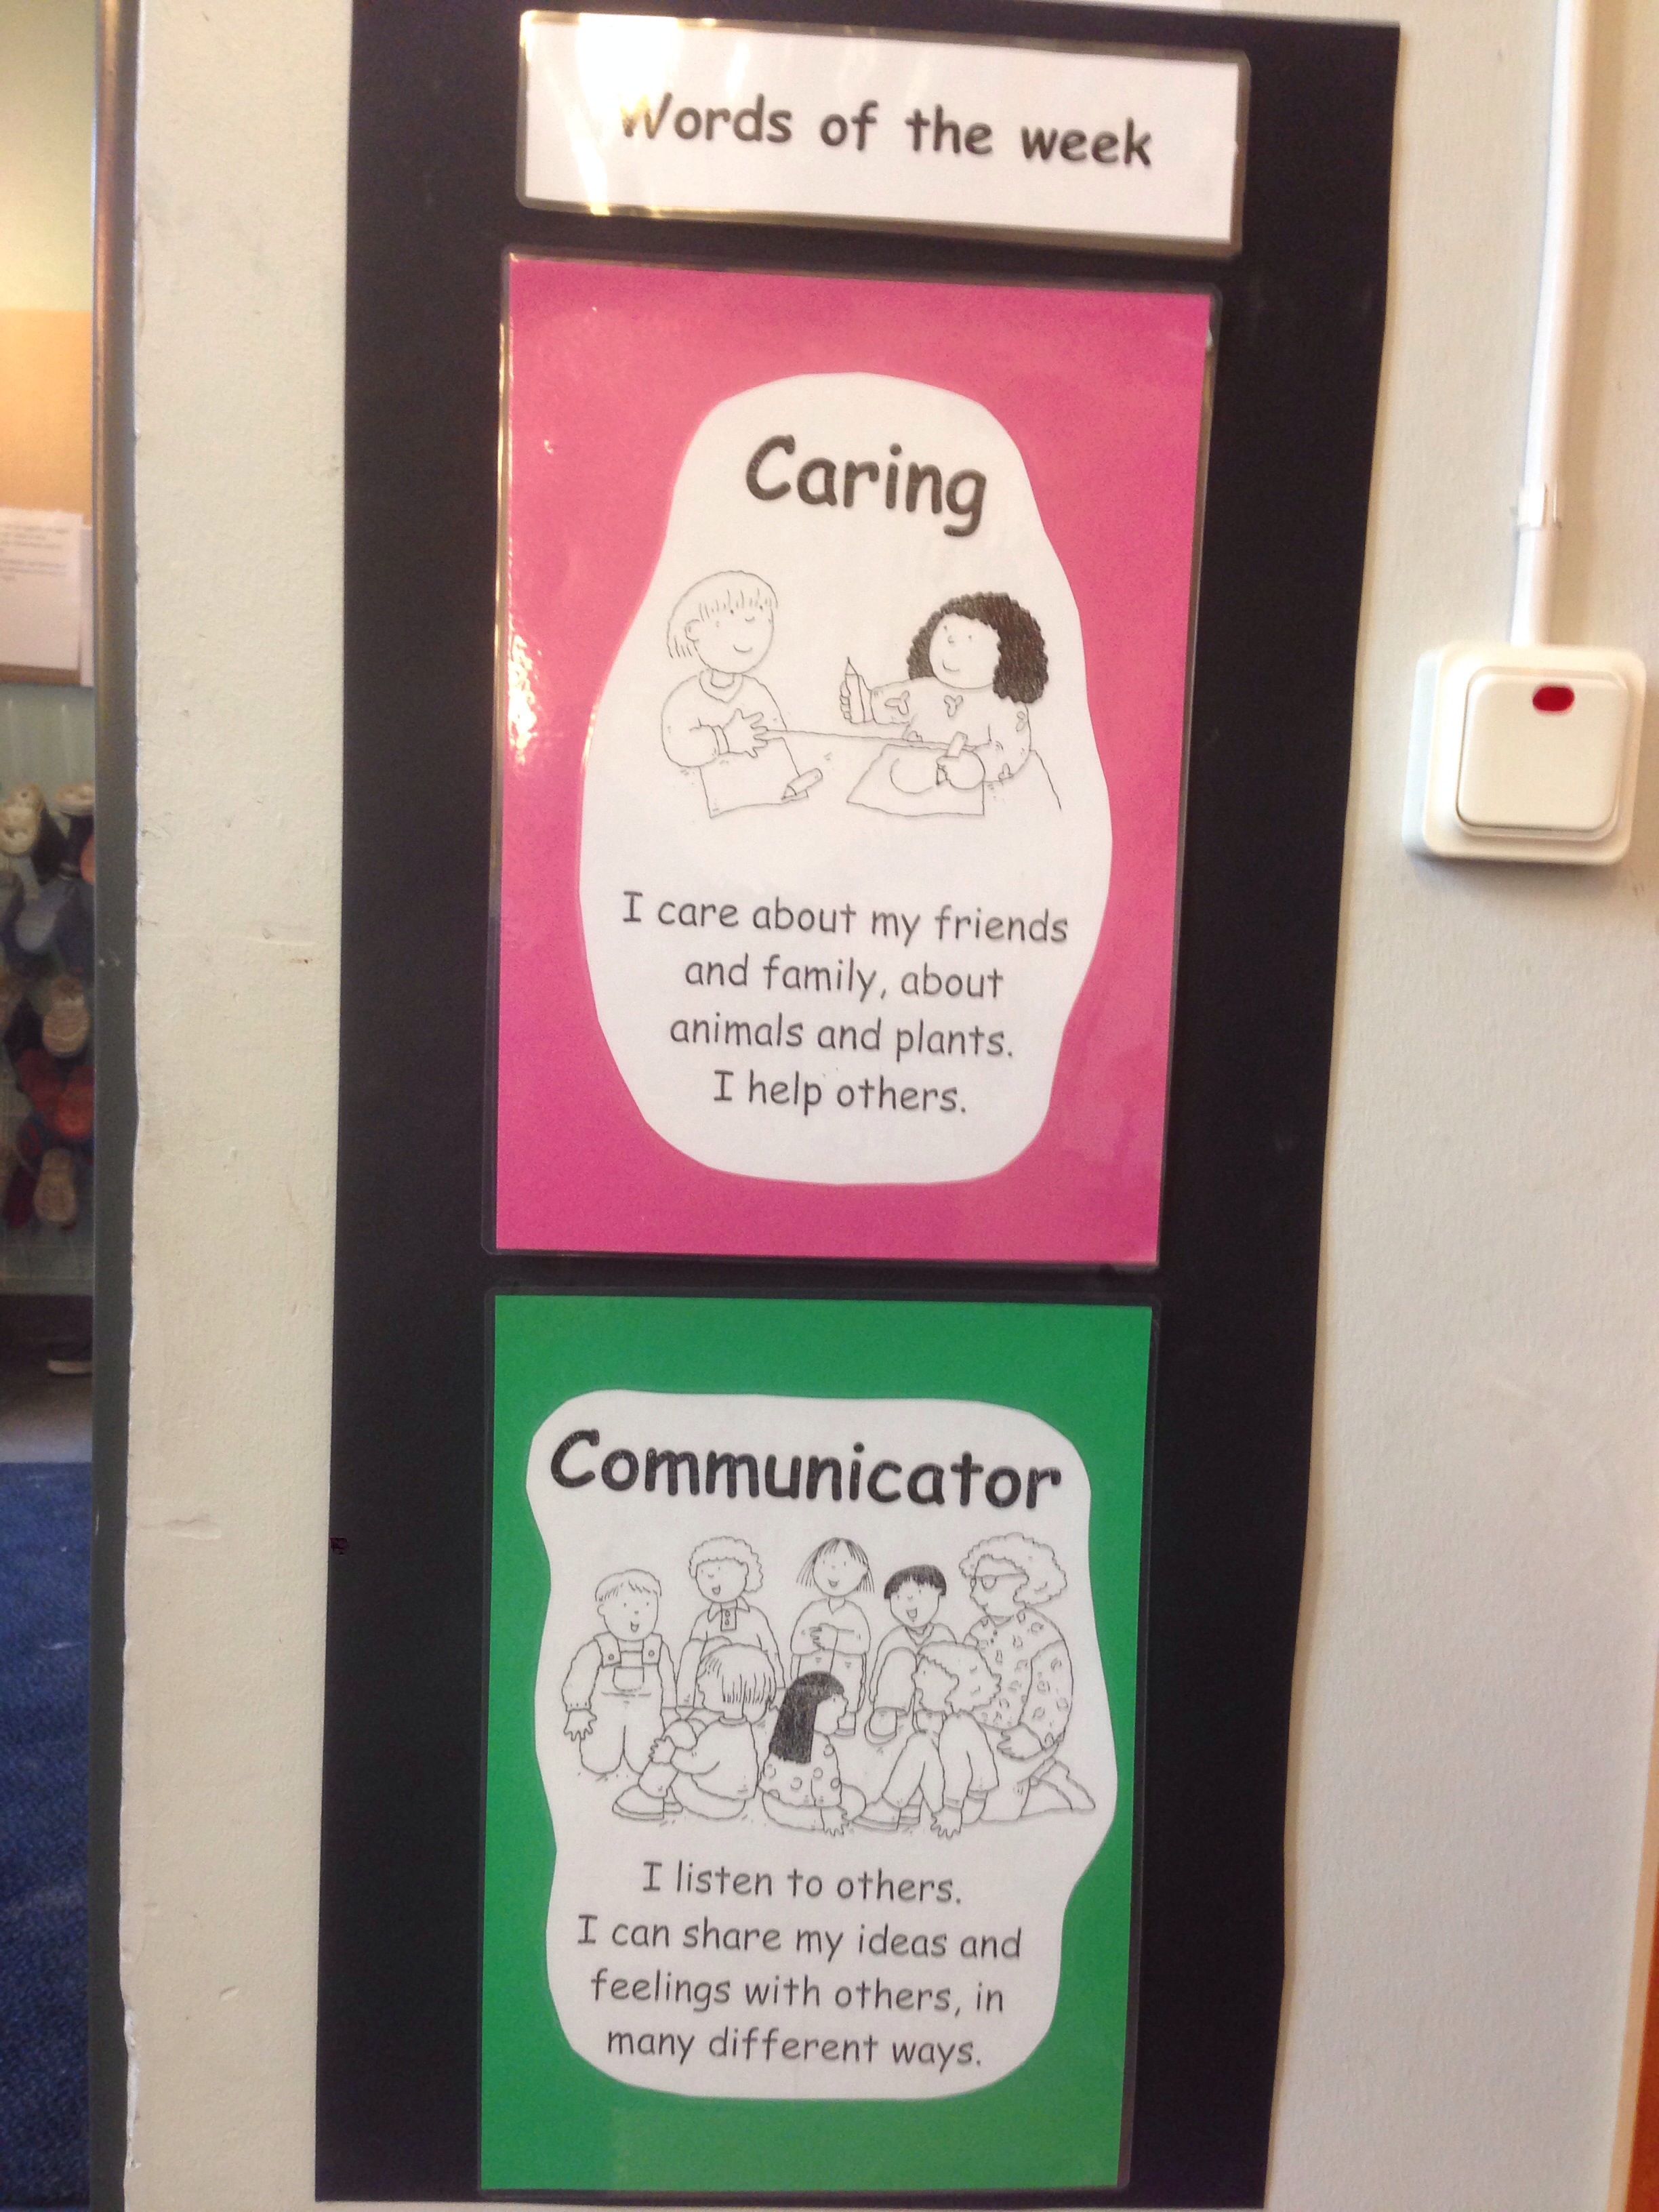 Words of the week
Caring
I care about my friends
and family, about
animals and plants.
I help others.
Communicator
I listen to others.
I can share my ideas and
feelings with others, in
many different ways.